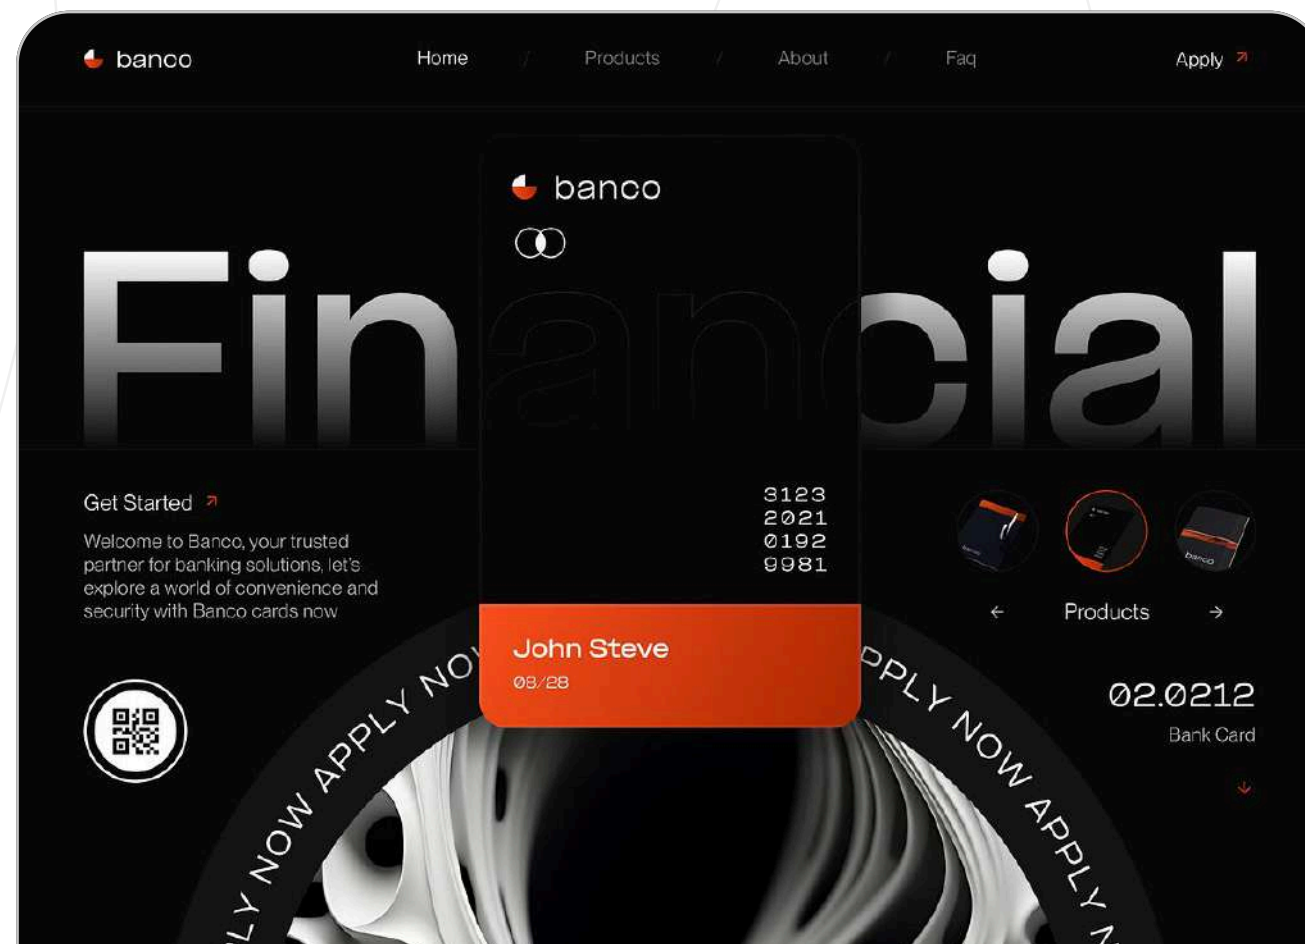 banco
Home / Products / About / Faq
Apply
banco
Financial
Get Started
Welcome to Banco, your trusted
partner for banking solutions, let's
explore a world of convenience and
security with Banco cards now
3123
2021
0192
9981
banco
Products
John Steve
08/28
02.0212
Bank Card
NOW APPLY NOW
APPLY NOW APPLY